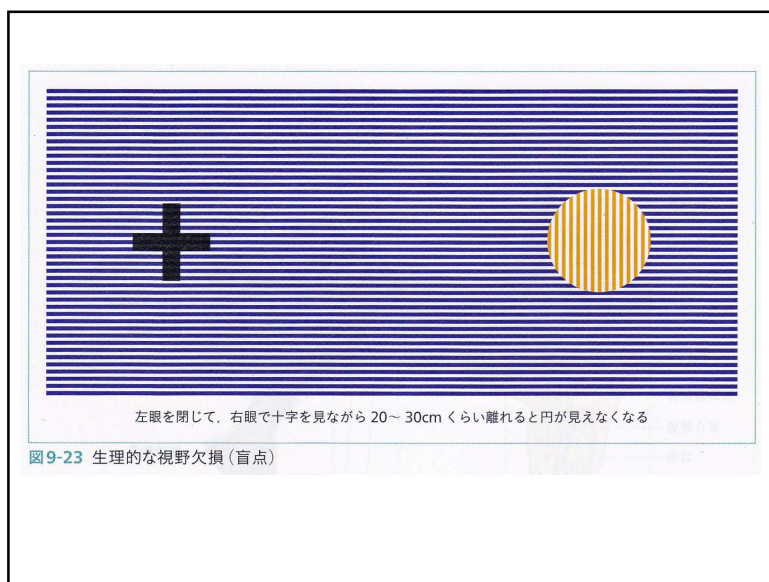 左眼を閉じて，右眼で十字を見ながら 20〜 30cm くらい離れると円が見えなくなる
図9-23 生理的な視野欠損（盲点）